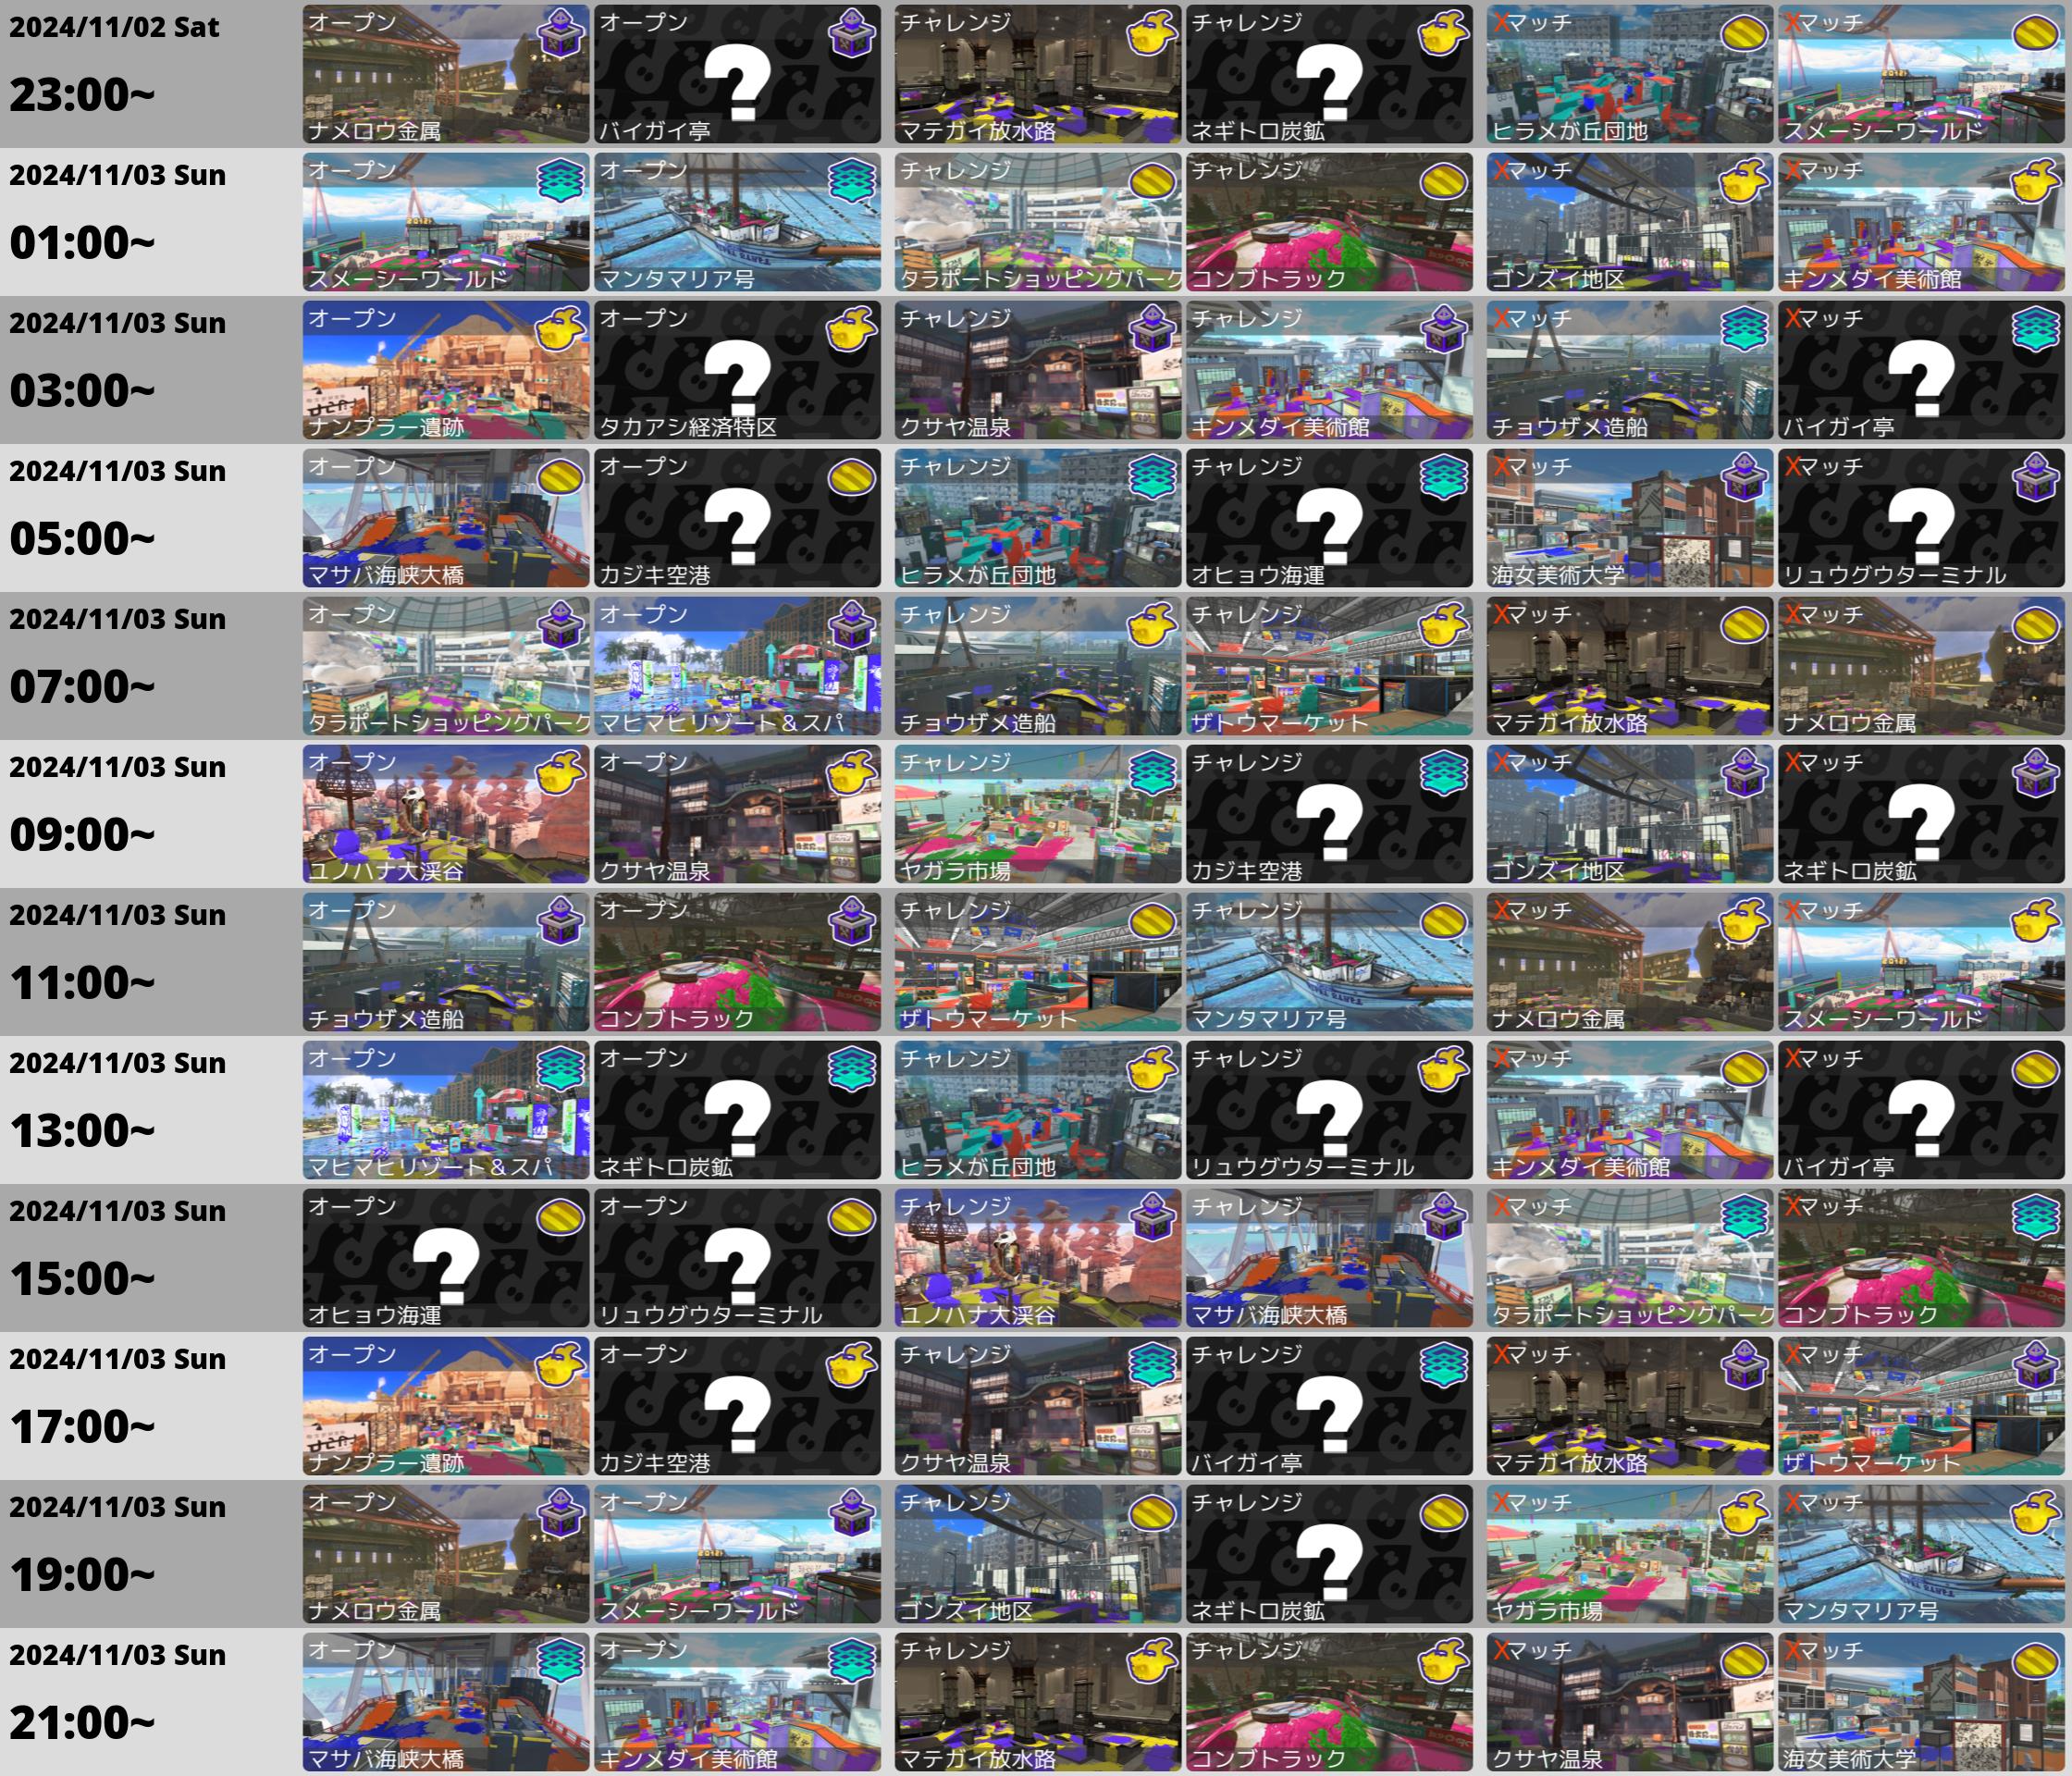 2024/11/02 Sat
23:00~
オープン
ナメロウ金属
オープン
バイガイ亭
チャレンジ
マテガイ放水路
チャレンジ
ネギトロ炭鉱
Xマッチ
ヒラメが丘団地
Xマッチ
スメーシーワールド
2024/11/03 Sun
01:00~
オープン
スメーシーワールド
オープン
マンタマリア号
チャレンジ
タラポートショッピングパーク
チャレンジ
コンブトラック
Xマッチ
ゴンズイ地区
Xマッチ
キンメダイ美術館
2024/11/03 Sun
03:00~
オープン
ナンプラー遺跡
オープン
タカアシ経済特区
チャレンジ
クサヤ温泉
チャレンジ
キンメダイ美術館
Xマッチ
チョウザメ造船
Xマッチ
バイガイ亭
2024/11/03 Sun
05:00~
オープン
マサバ海峡大橋
オープン
カジキ空港
チャレンジ
ヒラメが丘団地
チャレンジ
オヒョウ海運
Xマッチ
海女美術大学
Xマッチ
リュウグウターミナル
2024/11/03 Sun
07:00~
オープン
タラポートショッピングパーク
オープン
マヒマヒリゾート＆スパ
チャレンジ
チョウザメ造船
チャレンジ
ザトウマーケット
Xマッチ
マテガイ放水路
Xマッチ
ナメロウ金属
2024/11/03 Sun
09:00~
オープン
ユノハナ大渓谷
オープン
クサヤ温泉
チャレンジ
ヤガラ市場
チャレンジ
カジキ空港
Xマッチ
ゴンズイ地区
Xマッチ
ネギトロ炭鉱
2024/11/03 Sun
11:00~
オープン
チョウザメ造船
オープン
コンブトラック
チャレンジ
ザトウマーケット
チャレンジ
マンタマリア号
Xマッチ
ナメロウ金属
Xマッチ
スメーシーワールド
2024/11/03 Sun
13:00~
オープン
マヒマヒリゾート＆スパ
オープン
ネギトロ炭鉱
チャレンジ
ヒラメが丘団地
チャレンジ
リュウグウターミナル
Xマッチ
キンメダイ美術館
Xマッチ
バイガイ亭
2024/11/03 Sun
15:00~
オープン
オヒョウ海運
オープン
リュウグウターミナル
チャレンジ
ユノハナ大渓谷
チャレンジ
マサバ海峡大橋
Xマッチ
タラポートショッピングパーク
Xマッチ
コンブトラック
2024/11/03 Sun
17:00~
オープン
ナンプラー遺跡
オープン
カジキ空港
チャレンジ
クサヤ温泉
チャレンジ
バイガイ亭
Xマッチ
マテガイ放水路
Xマッチ
ザトウマーケット
2024/11/03 Sun
19:00~
オープン
ナメロウ金属
オープン
スメーシーワールド
チャレンジ
ゴンズイ地区
チャレンジ
ネギトロ炭鉱
Xマッチ
ヤガラ市場
Xマッチ
マンタマリア号
2024/11/03 Sun
21:00~
オープン
マサバ海峡大橋
オープン
キンメダイ美術館
チャレンジ
マテガイ放水路
チャレンジ
コンブトラック
Xマッチ
クサヤ温泉
Xマッチ
海女美術大学